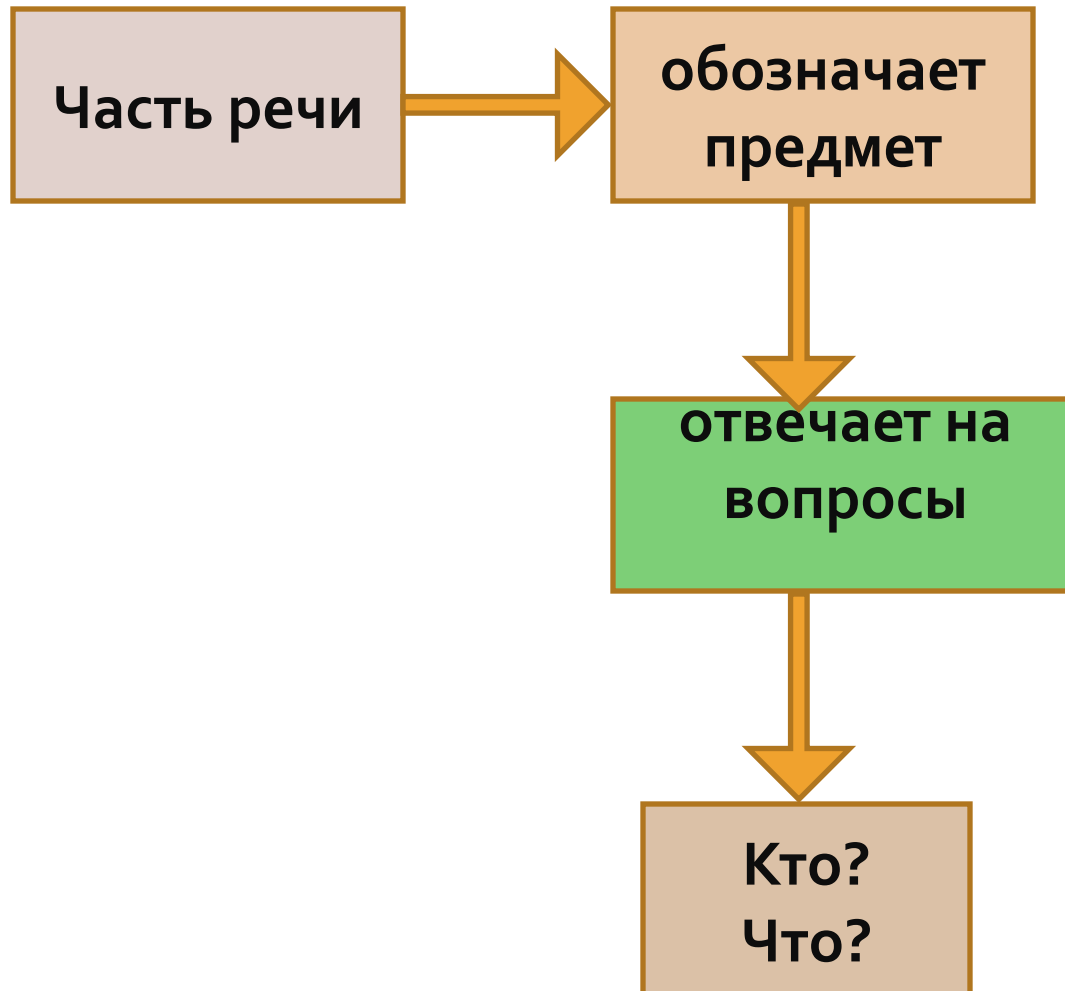 Часть речи
обозначает
предмет
отвечает на
вопросы
Кто?
Что?